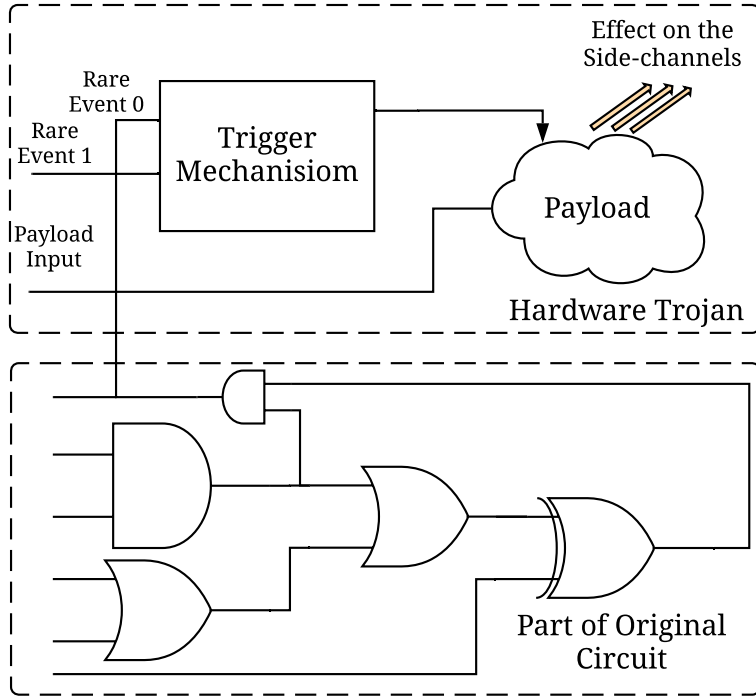 Effect on the
Side-channels
Rare
Event 0
Rare
Event 1
Trigger
Mechanisiom
Payload
Payload
Input
Hardware Trojan
Part of Original
Circuit